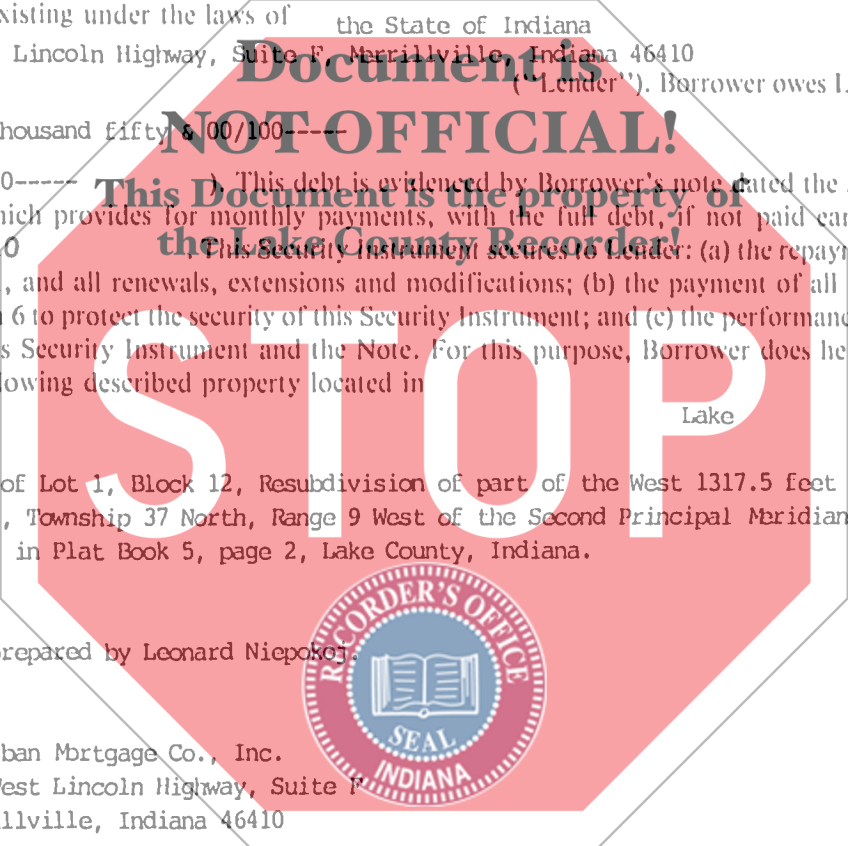 xisting under the laws of the State of Indiana
Lincoln Highway, Suite F, Merrillville, Indiana 46410
Document is
("Lender"). Borrower owes L
housand fifty & 00/100-----
NOT OFFICIAL!
0----- ). This debt is evidenced by Borrower's note dated the
This Document is the property of
hich provides for monthly payments, with the full debt, if not paid ear
the Lake County Recorder!
0 . This Security Instrument secures to Lender: (a) the repaym
, and all renewals, extensions and modifications; (b) the payment of all
6 to protect the security of this Security Instrument; and (c) the performanc
s Security Instrument and the Note. For this purpose, Borrower does he
lowing described property located in
STOP
Lake
of Lot 1, Block 12, Resubdivision of part of the West 1317.5 feet
, Township 37 North, Range 9 West of the Second Principal Meridian
in Plat Book 5, page 2, Lake County, Indiana.
RECORDER'S OFFICE
repared by Leonard Niepokoj.
SEAL
INDIANA
ban Mortgage Co., Inc.
est Lincoln Highway, Suite F
llville, Indiana 46410